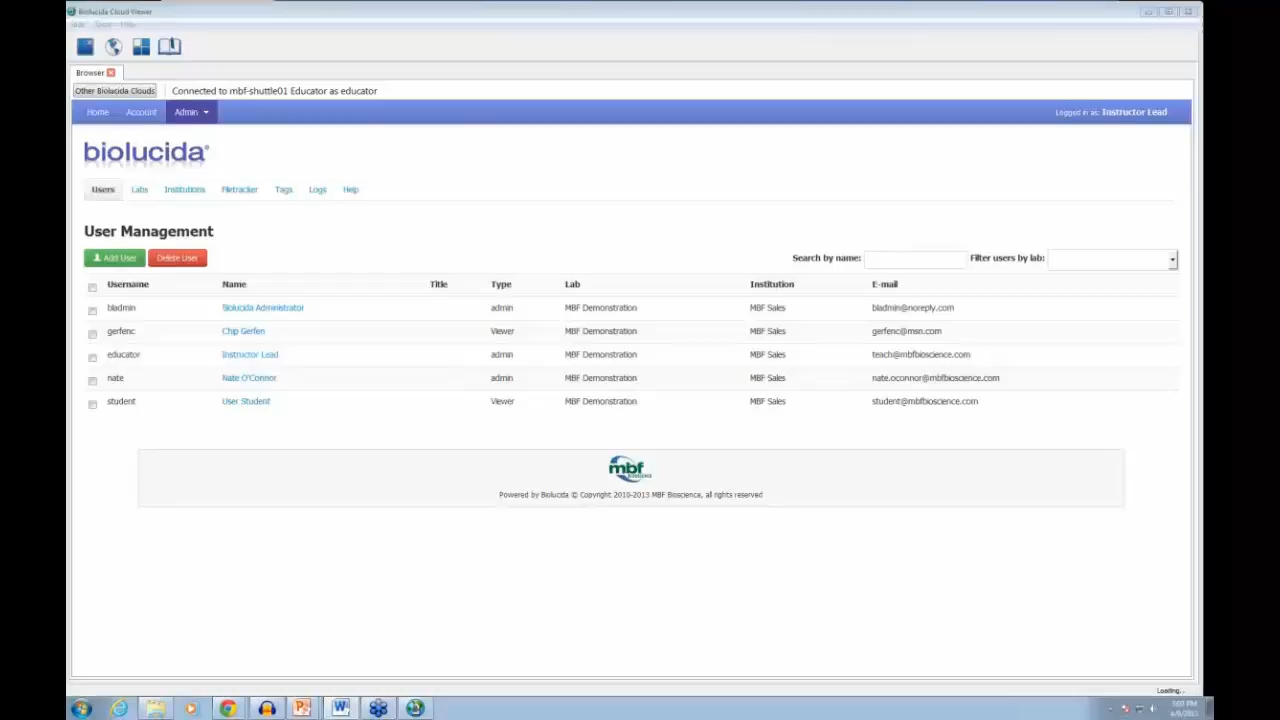 Biolucida Cloud Viewer
Browser
Other Biolucida Clouds Connected to mbf-shuttle01 Educator as educator
Home Account Admin Logged in as: Instructor Lead
biolucida®
Users Labs Institutions Filetracker Tags Logs Help
User Management
Add User Delete User Search by name: Filter users by lab:
Username Name Title Type Lab Institution E-mail
bladmin Biolucida Administrator admin MBF Demonstration MBF Sales bladmin@noreply.com
gerfenc Chip Gerfen Viewer MBF Demonstration MBF Sales gerfenc@msn.com
educator Instructor Lead admin MBF Demonstration MBF Sales teach@mbfbioscience.com
nate Nate O'Connor admin MBF Demonstration MBF Sales nate.oconnor@mbfbioscience.com
student User Student Viewer MBF Demonstration MBF Sales student@mbfbioscience.com
mbf
Powered by Biolucida © Copyright 2010-2013 MBF Bioscience, all rights reserved
Loading...